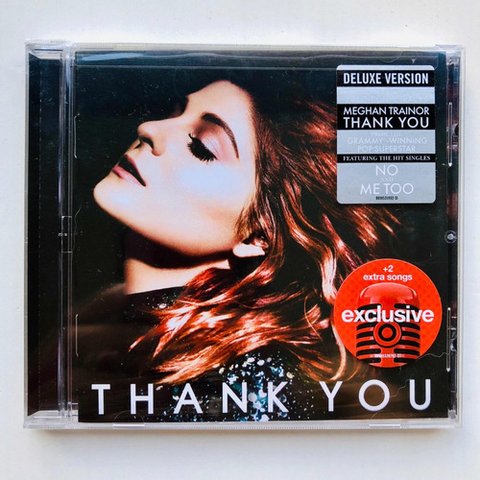 DELUXE VERSION
MEGHAN TRAINOR
THANK YOU
GRAMMY®-WINNING
POP SUPERSTAR
FEATURING THE HIT SINGLES
NO
AND
ME TOO
+2
extra songs
exclusive
THANK YOU